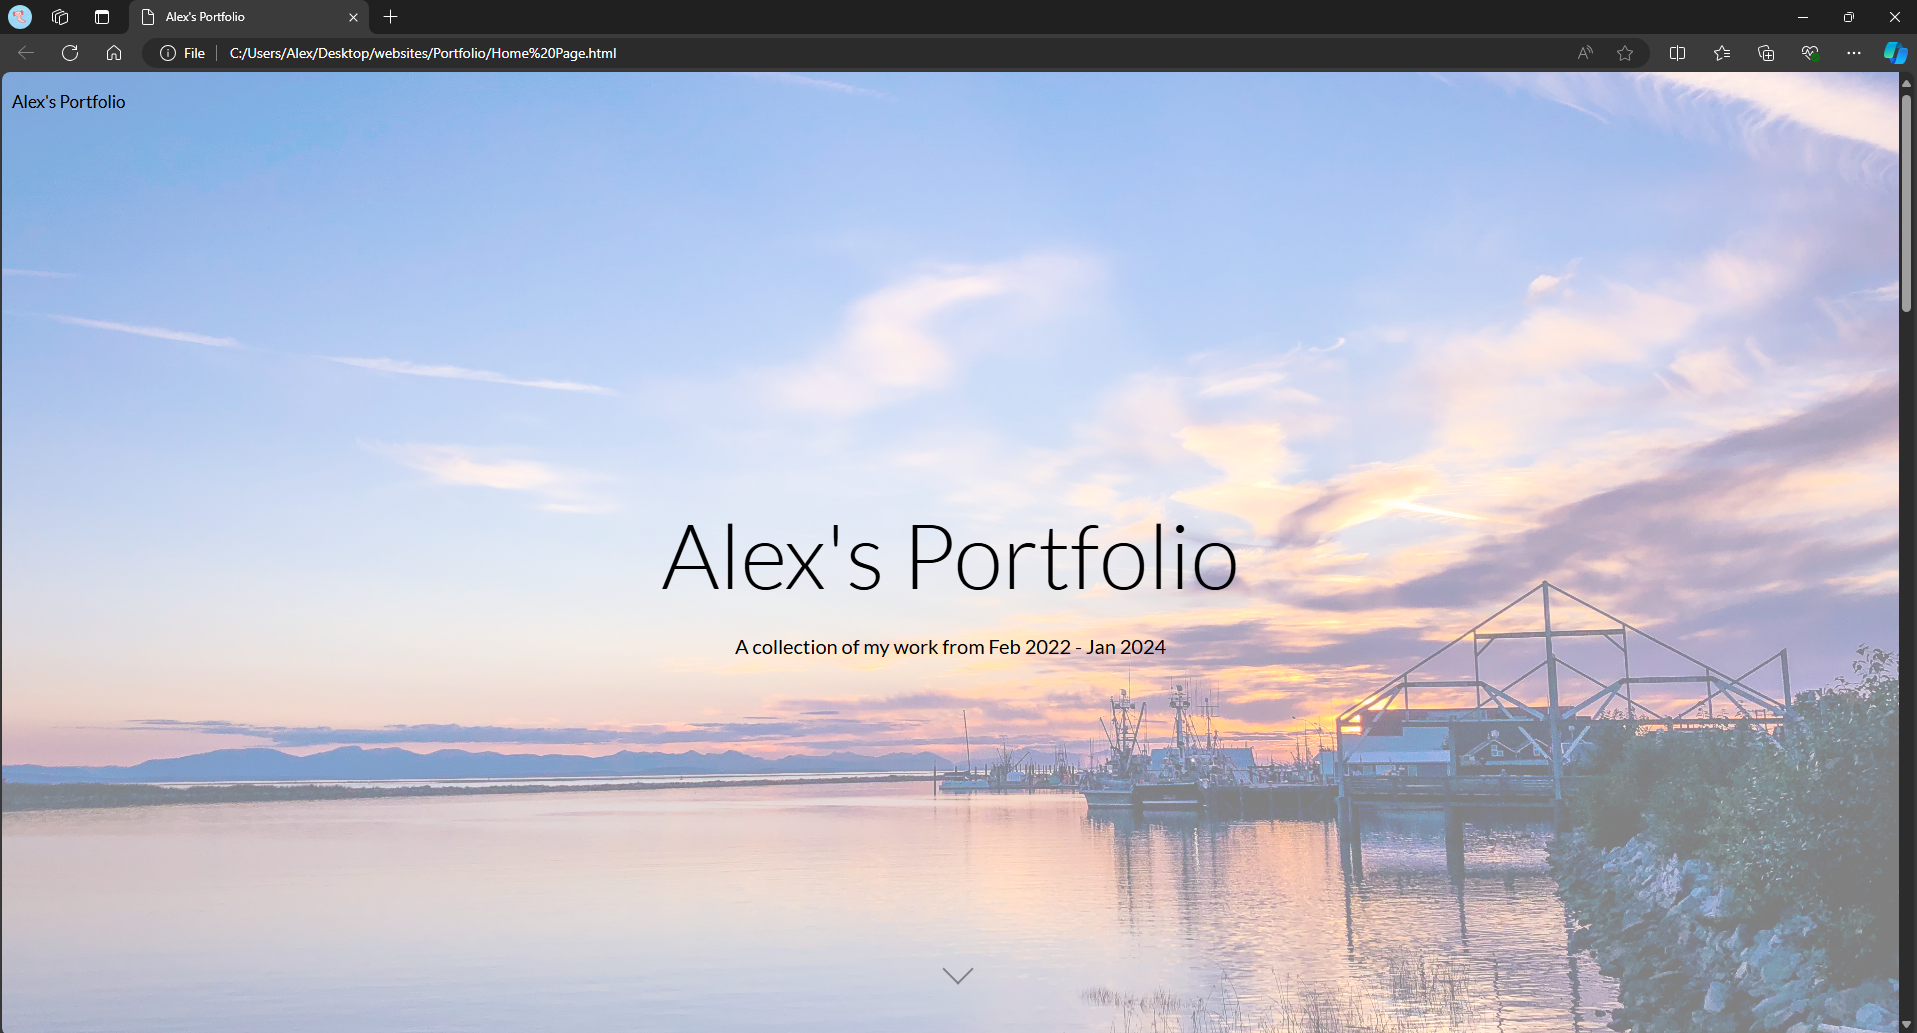 Alex's Portfolio
File
C:/Users/Alex/Desktop/websites/Portfolio/Home%20Page.html
Alex's Portfolio
Alex's Portfolio
A collection of my work from Feb 2022 - Jan 2024